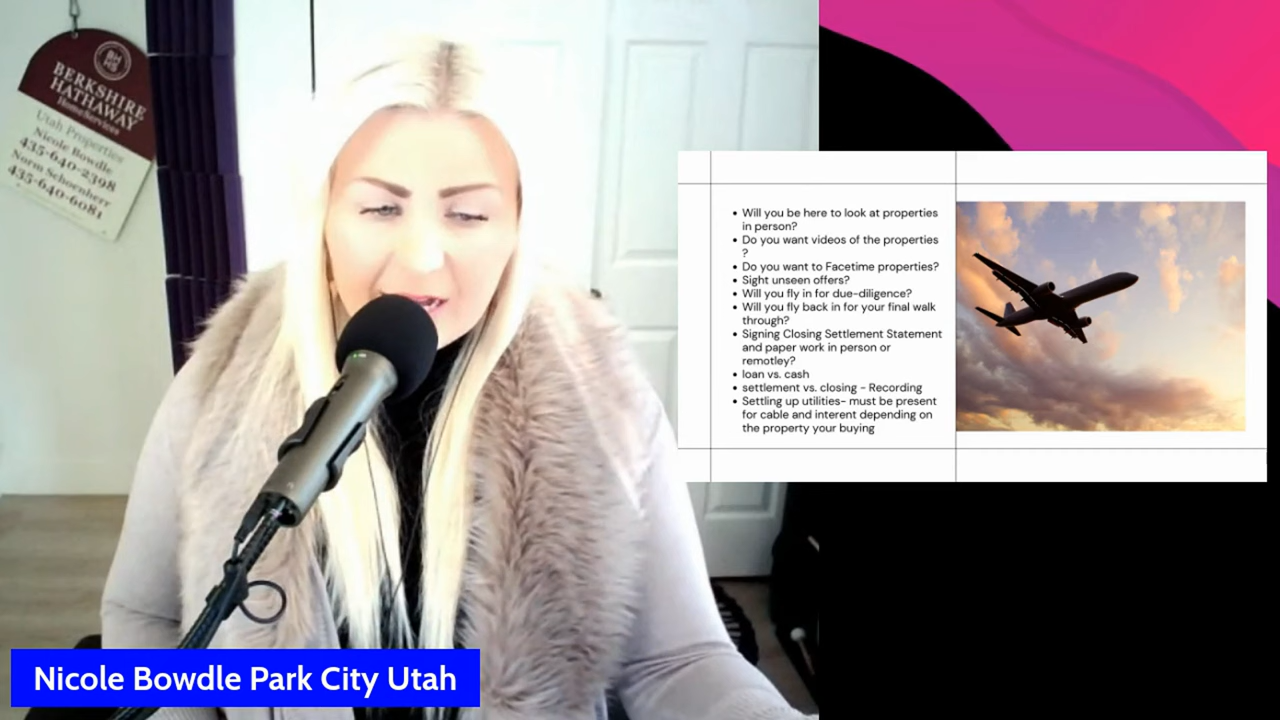 BH
HS
BERKSHIRE
HATHAWAY
HomeServices
Utah Properties
Nicole Bowdle
435-640-2398
Norm Schoenherr
435-640-6081
• Will you be here to look at properties
in person?
• Do you want videos of the properties
?
• Do you want to Facetime properties?
• Sight unseen offers?
• Will you fly in for due-diligence?
• Will you fly back in for your final walk
through?
• Signing Closing Settlement Statement
and paper work in person or
remotley?
• loan vs. cash
• settlement vs. closing - Recording
• Settling up utilities- must be present
for cable and interent depending on
the property your buying
Nicole Bowdle Park City Utah